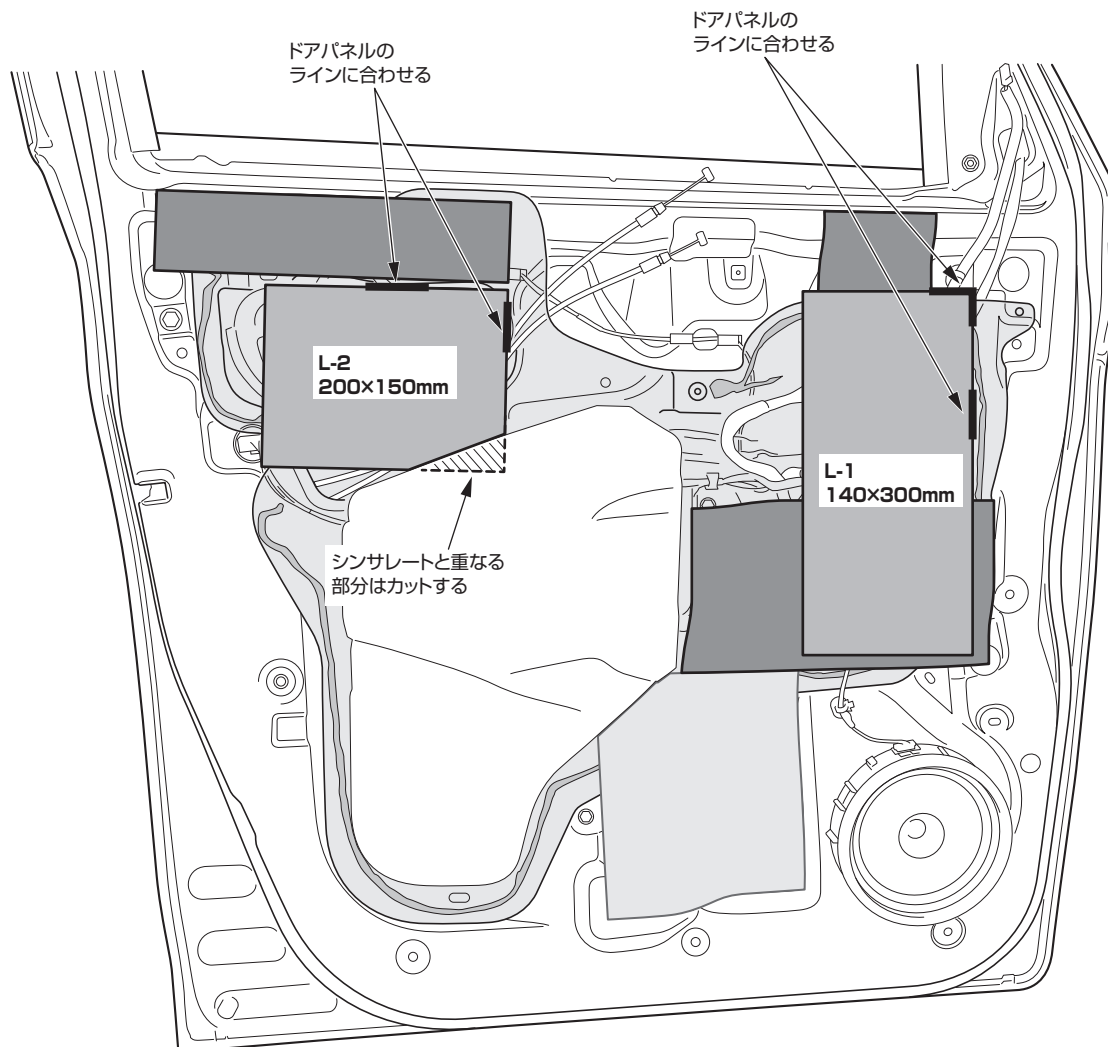 ドアパネルの
ラインに合わせる
ドアパネルの
ラインに合わせる
L-2
200×150mm
L-1
140×300mm
シンサレートと重なる
部分はカットする